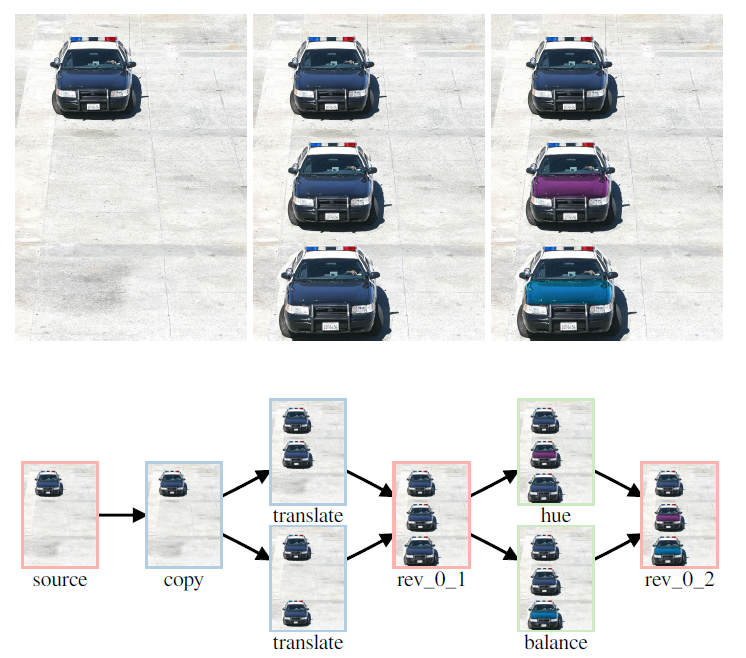 translate
hue
source
copy
rev_0_1
rev_0_2
translate
balance